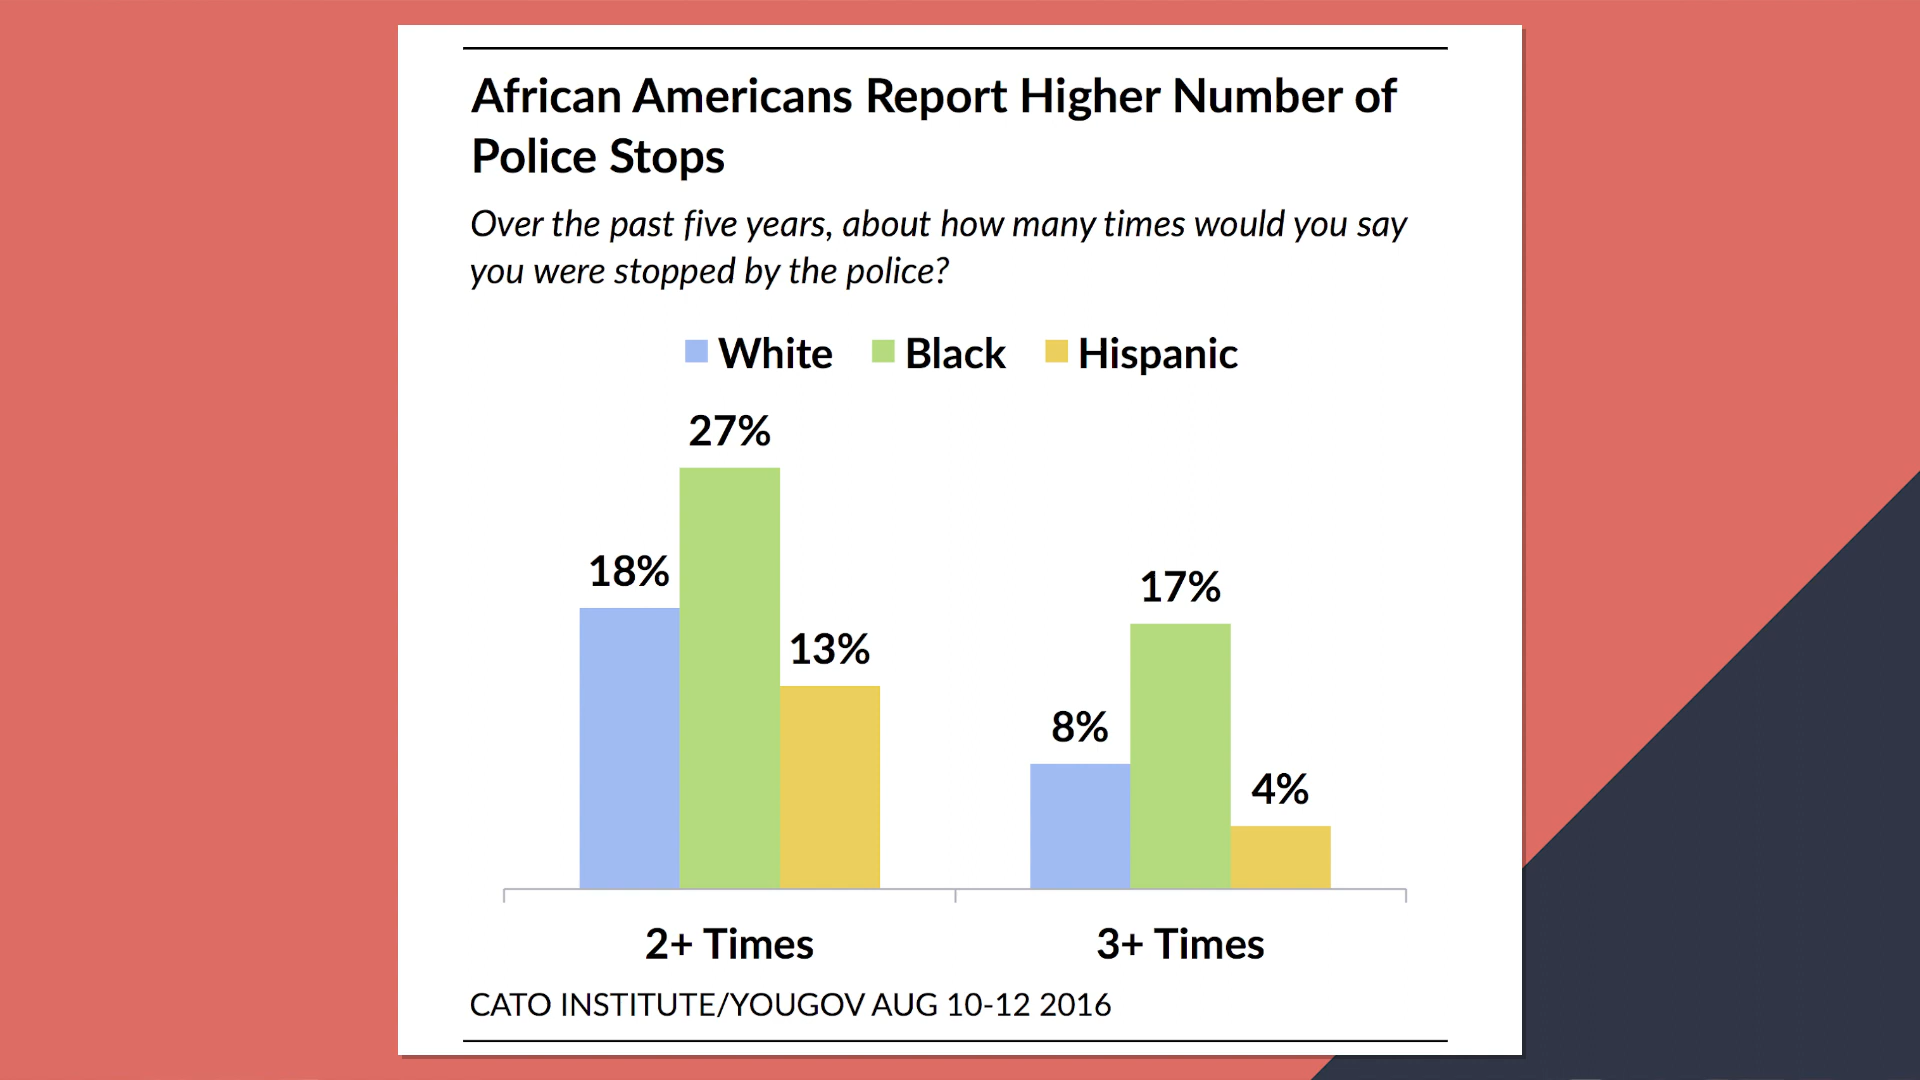 African Americans Report Higher Number of
Police Stops
Over the past five years, about how many times would you say
you were stopped by the police?
White Black Hispanic
27%
18%
13%
17%
8%
4%
2+ Times 3+ Times
CATO INSTITUTE/YOUGOV AUG 10-12 2016